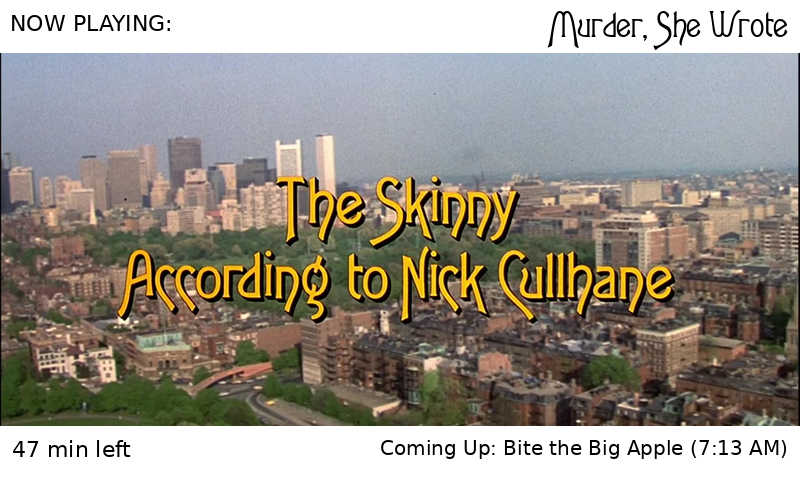 NOW PLAYING:
Murder, She Wrote
The Skinny
According to Nick Cullhane
47 min left
Coming Up: Bite the Big Apple (7:13 AM)